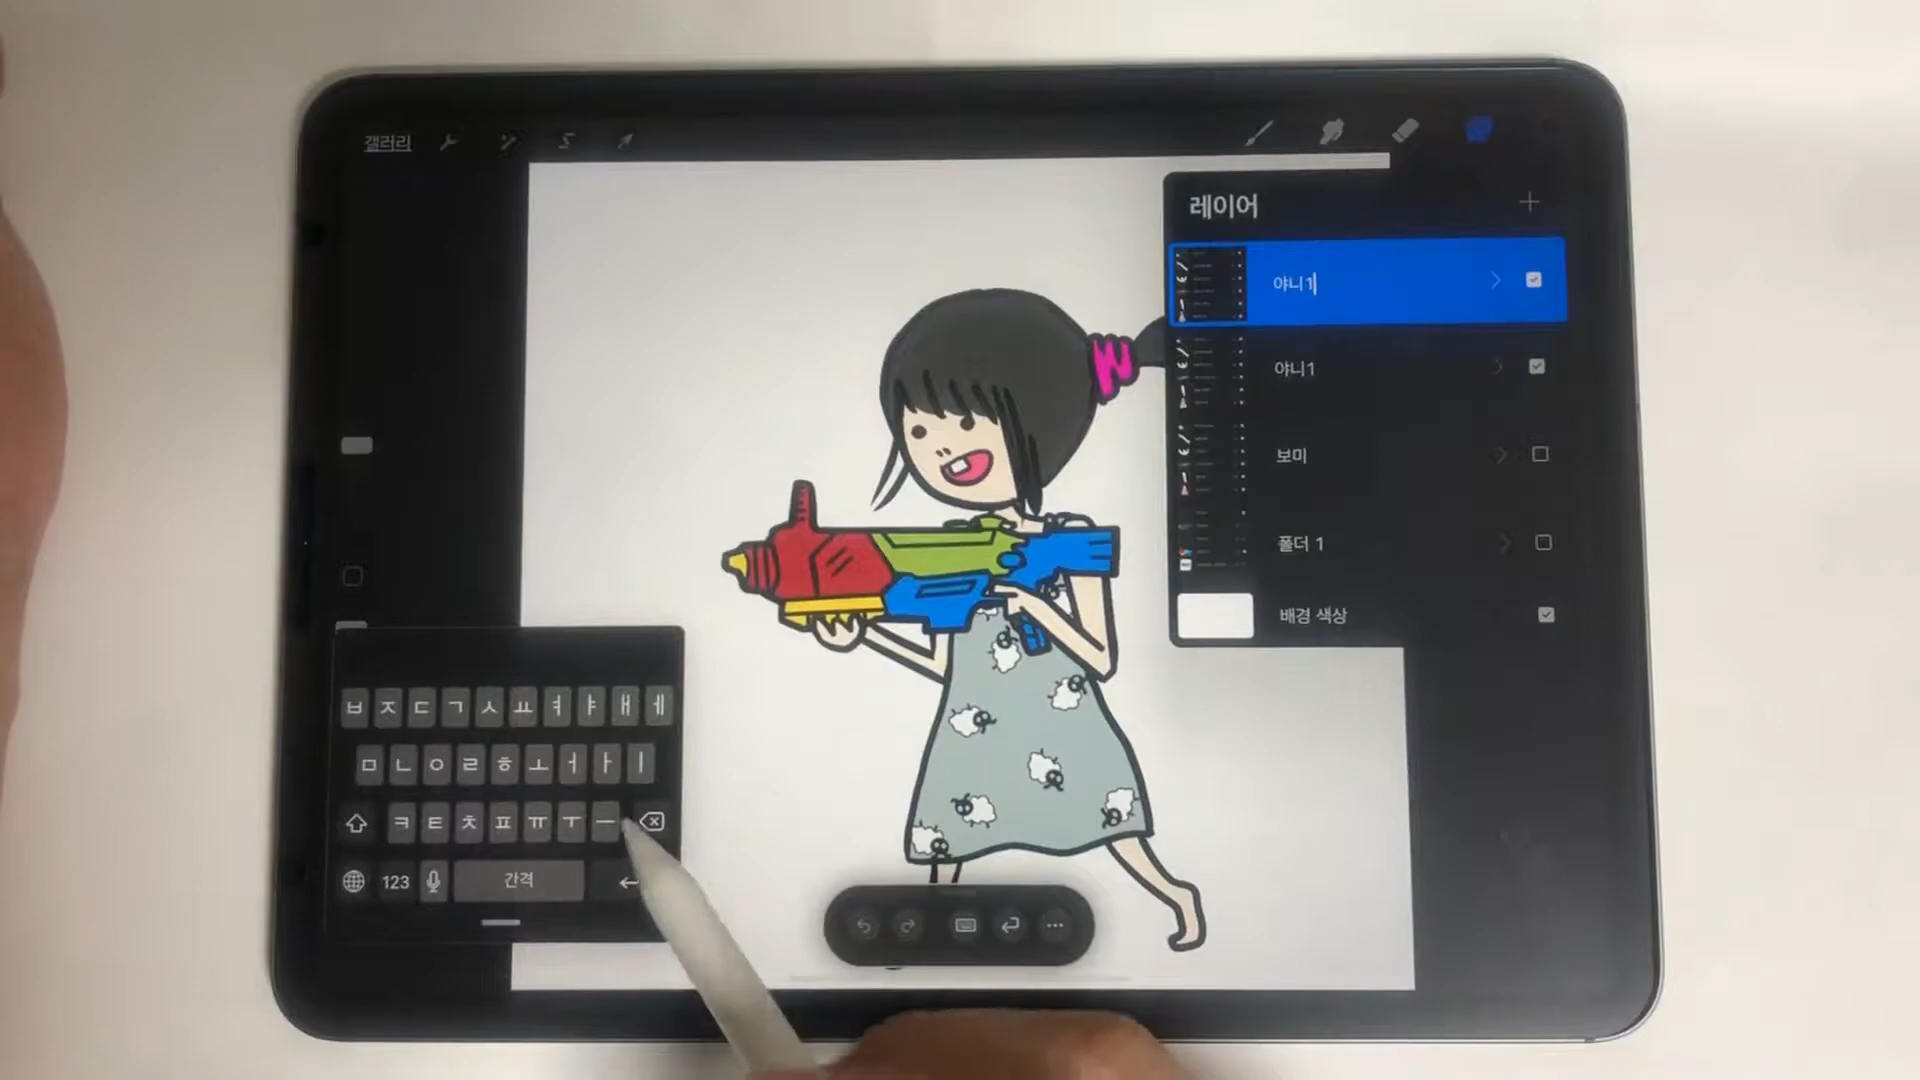 갤러리
레이어
야니1
야니1
보미
폴더 1
배경 색상
ㅂ ㅈ ㄷ ㄱ ㅅ ㅛ ㅕ ㅑ ㅐ ㅔ
ㅁ ㄴ ㅇ ㄹ ㅎ ㅗ ㅓ ㅏ ㅣ
ㅋ ㅌ ㅊ ㅍ ㅠ ㅜ ㅡ
123 간격